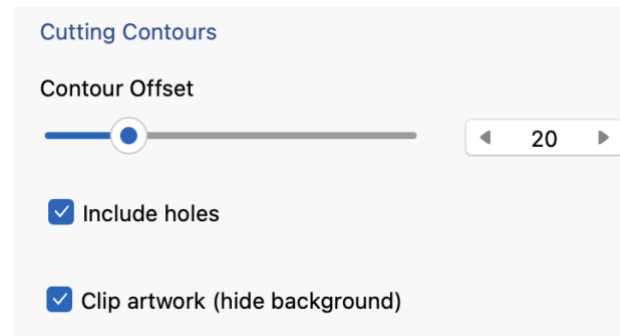 Cutting Contours
Contour Offset
20
Include holes
Clip artwork (hide background)